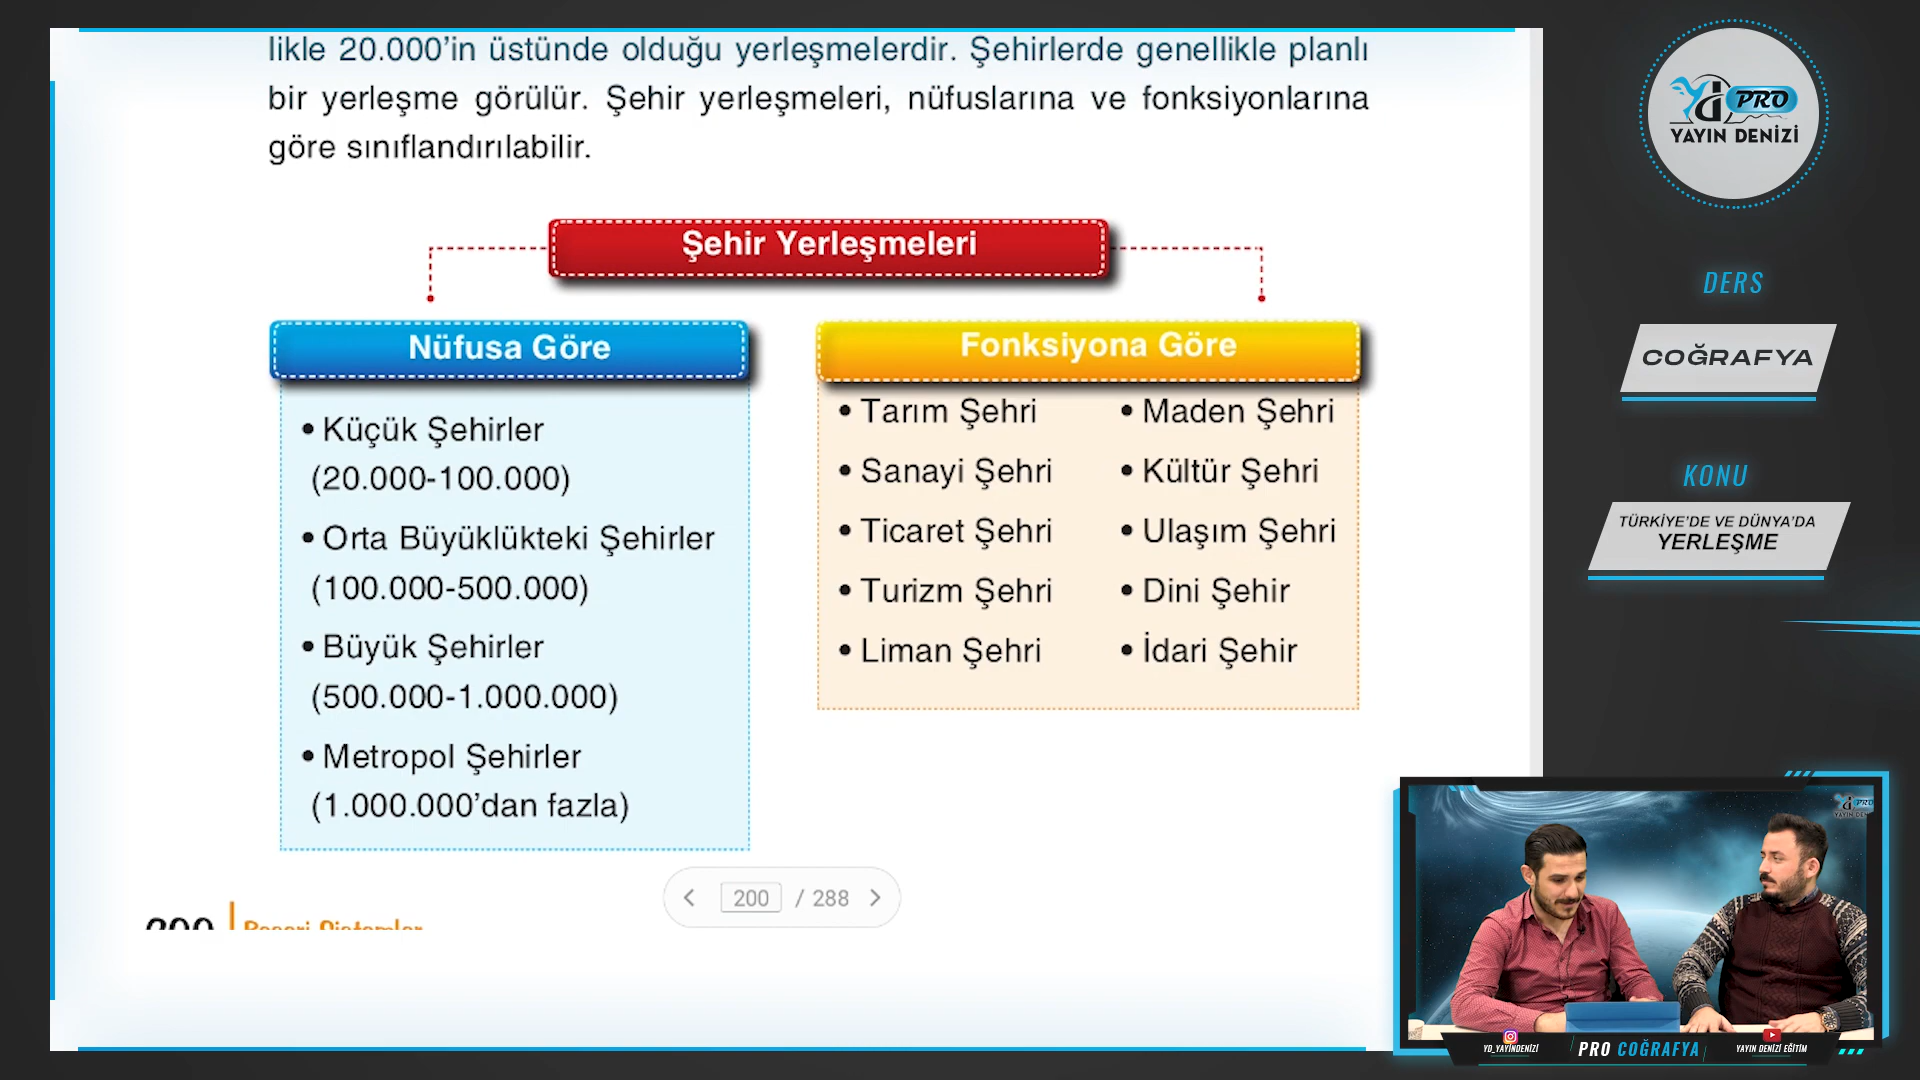 likle 20.000'in üstünde olduğu yerleşmelerdir. Şehirlerde genellikle planlı
bir yerleşme görülür. Şehir yerleşmeleri, nüfuslarına ve fonksiyonlarına
göre sınıflandırılabilir.
Şehir Yerleşmeleri
Nüfusa Göre
• Küçük Şehirler
(20.000-100.000)
• Orta Büyüklükteki Şehirler
(100.000-500.000)
• Büyük Şehirler
(500.000-1.000.000)
• Metropol Şehirler
(1.000.000'dan fazla)
Fonksiyona Göre
• Tarım Şehri
• Sanayi Şehri
• Ticaret Şehri
• Turizm Şehri
• Liman Şehri
• Maden Şehri
• Kültür Şehri
• Ulaşım Şehri
• Dini Şehir
• İdari Şehir
200 / 288
yd PRO
YAYIN DENİZİ
DERS
COĞRAFYA
KONU
TÜRKİYE'DE VE DÜNYA'DA
YERLEŞME
PRO
YD_YAYINDENIZI
PRO COĞRAFYA
YAYIN DENİZİ EĞİTİM